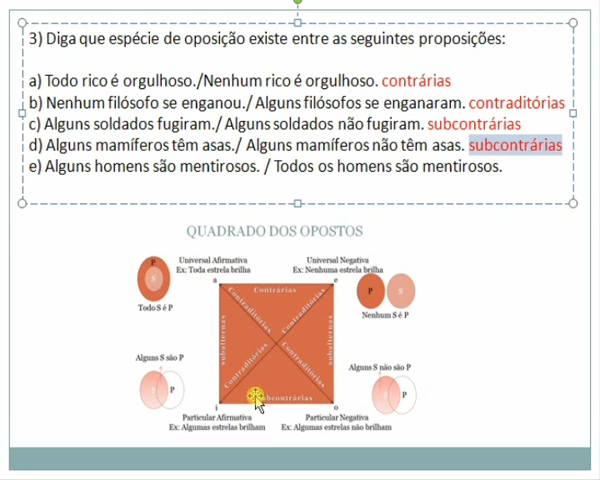 3) Diga que espécie de oposição existe entre as seguintes proposições:
a) Todo rico é orgulhoso./Nenhum rico é orgulhoso. contrárias
b) Nenhum filósofo se enganou./ Alguns filósofos se enganaram. contraditórias
c) Alguns soldados fugiram./ Alguns soldados não fugiram. subcontrárias
d) Alguns mamíferos têm asas./ Alguns mamíferos não têm asas. subcontrárias
e) Alguns homens são mentirosos. / Todos os homens são mentirosos.
QUADRADO DOS OPOSTOS
Universal Afirmativa
Ex: Toda estrela brilha
Universal Negativa
Ex: Nenhuma estrela brilha
P
S
Todo S é P
a
e
Contrárias
Contraditórias
Contraditórias
subalternas
subalternas
Contraditórias
Contraditórias
P
S
Nenhum S é P
Alguns S são P
S
P
Alguns S não são P
S
P
i
o
Particular Afirmativa
Ex: Algumas estrelas brilham
Particular Negativa
Ex: Algumas estrelas não brilham